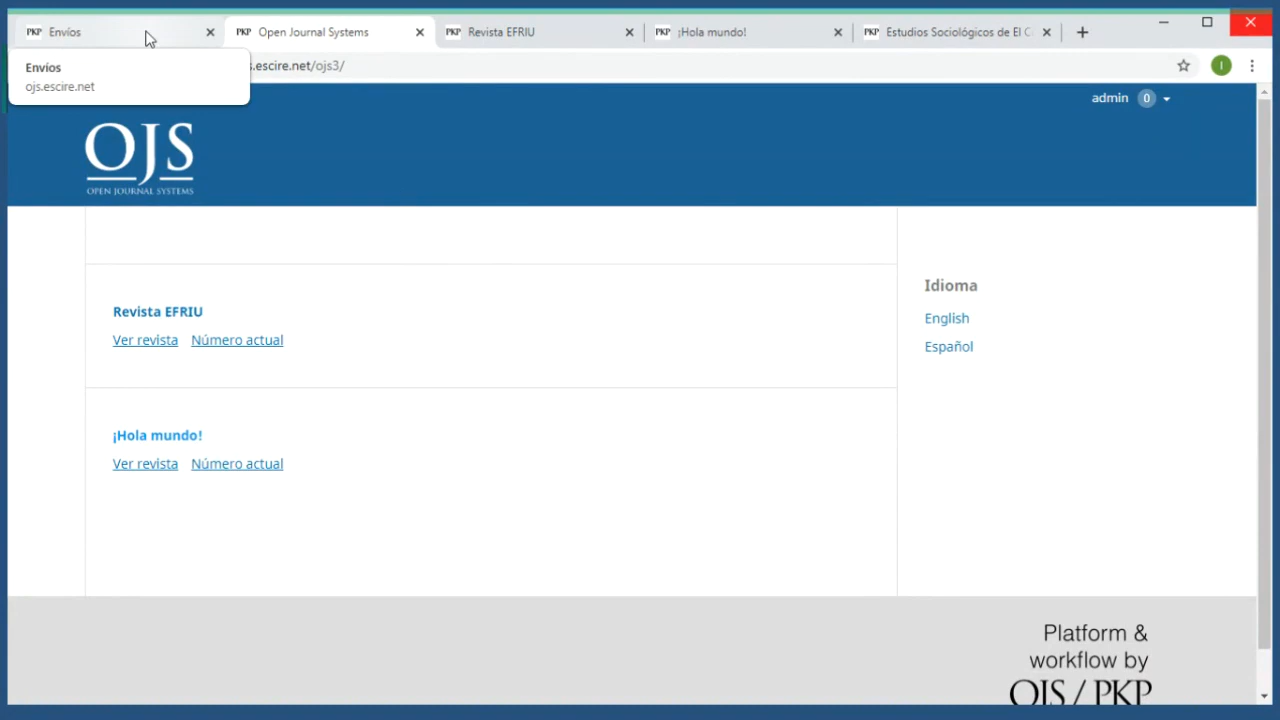 PKP Envíos
PKP Open Journal Systems
PKP Revista EFRIU
PKP ¡Hola mundo!
PKP Estudios Sociológicos de El C
Envíos
ojs.escire.net
s.escire.net/ojs3/
I
admin 0
OJS
OPEN JOURNAL SYSTEMS
Revista EFRIU
Ver revista Número actual
¡Hola mundo!
Ver revista Número actual
Idioma
English
Español
Platform &
workflow by
OJS / PKP